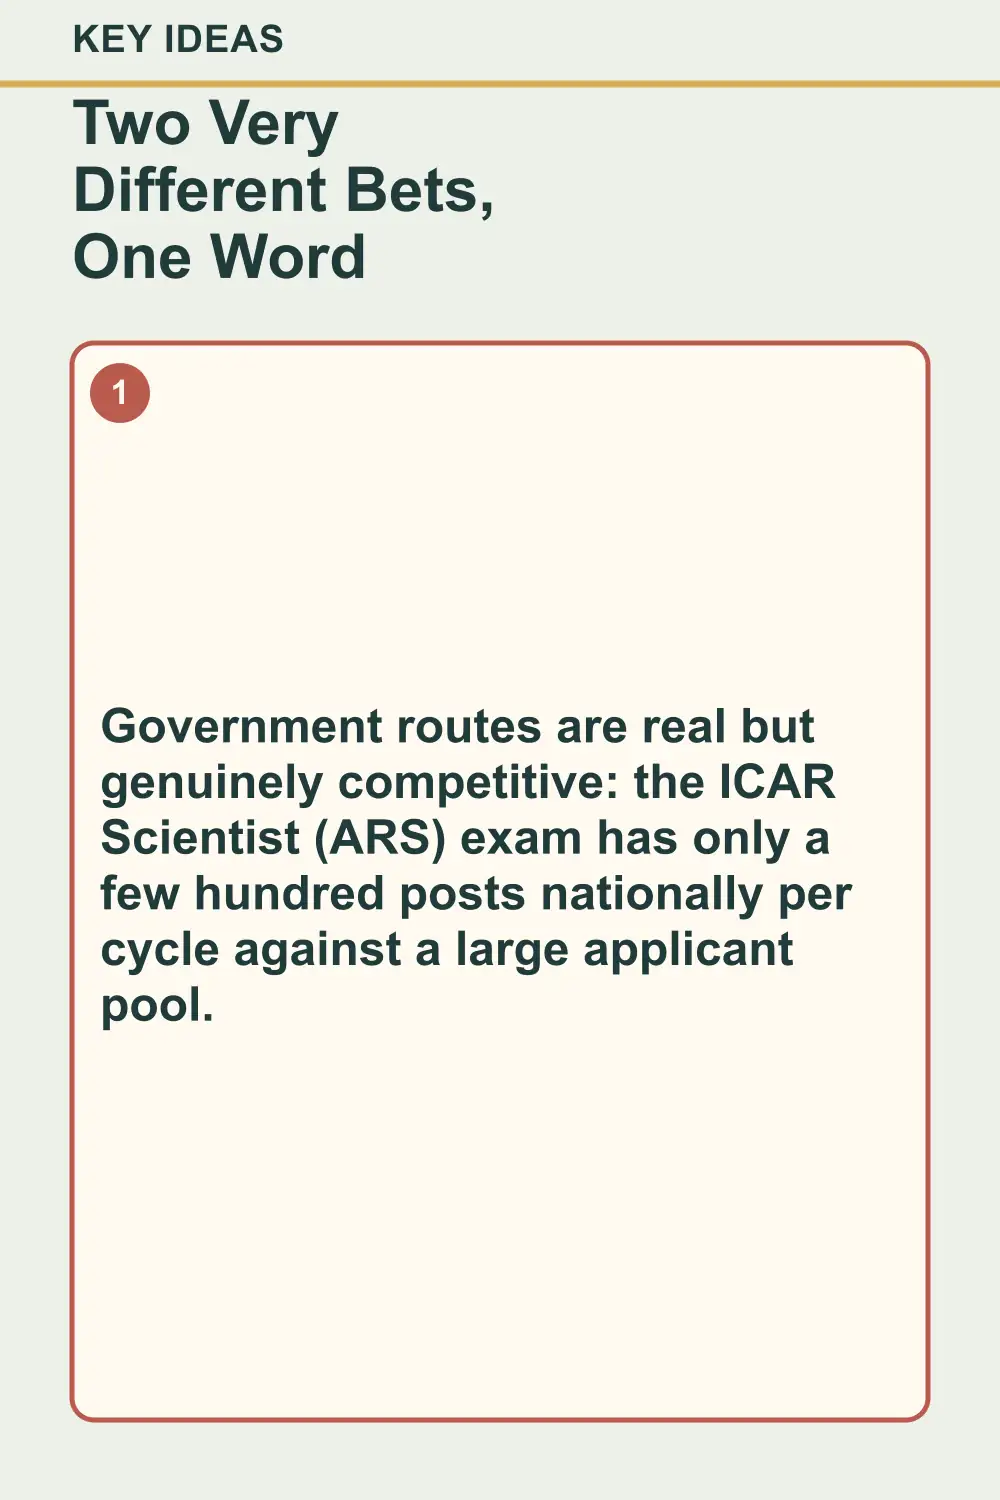 KEY IDEAS
Two Very
Different Bets,
One Word
1
Government routes are real but
genuinely competitive: the ICAR
Scientist (ARS) exam has only a
few hundred posts nationally per
cycle against a large applicant
pool.